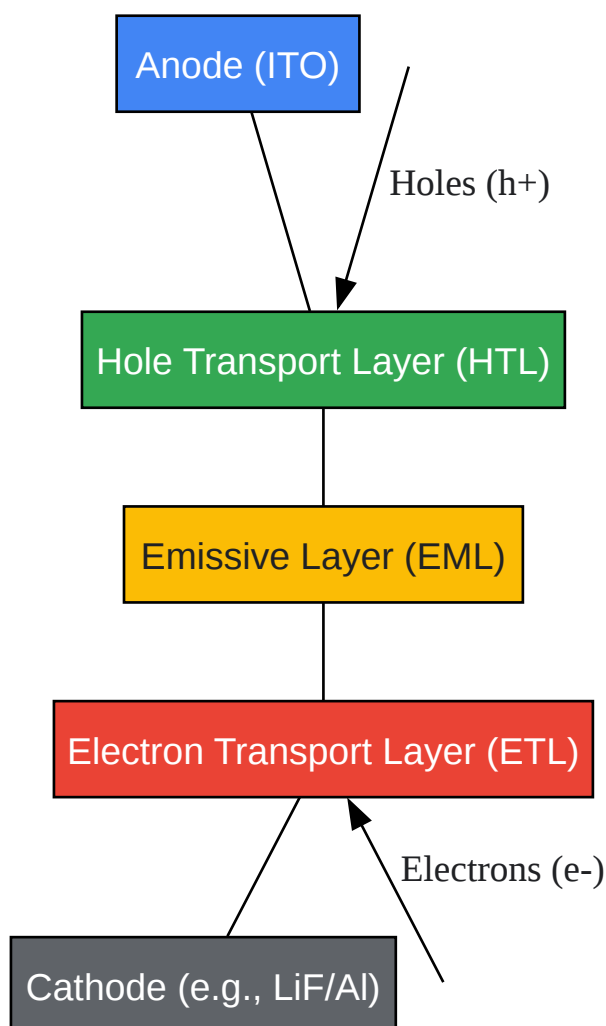 Anode (ITO)
Holes (h+)
Hole Transport Layer (HTL)
Emissive Layer (EML)
Electron Transport Layer (ETL)
Electrons (e-)
Cathode (e.g., LiF/Al)